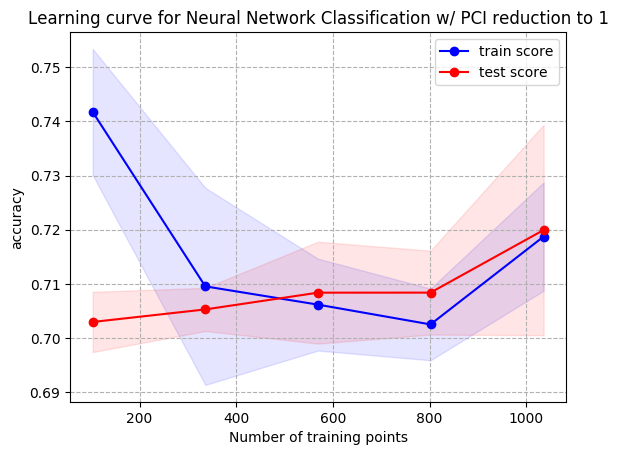 Learning curve for Neural Network Classification w/ PCI reduction to 1
train score
test score
0.75
0.74
0.73
0.72
0.71
0.70
0.69
accuracy
200
400
600
800
1000
Number of training points